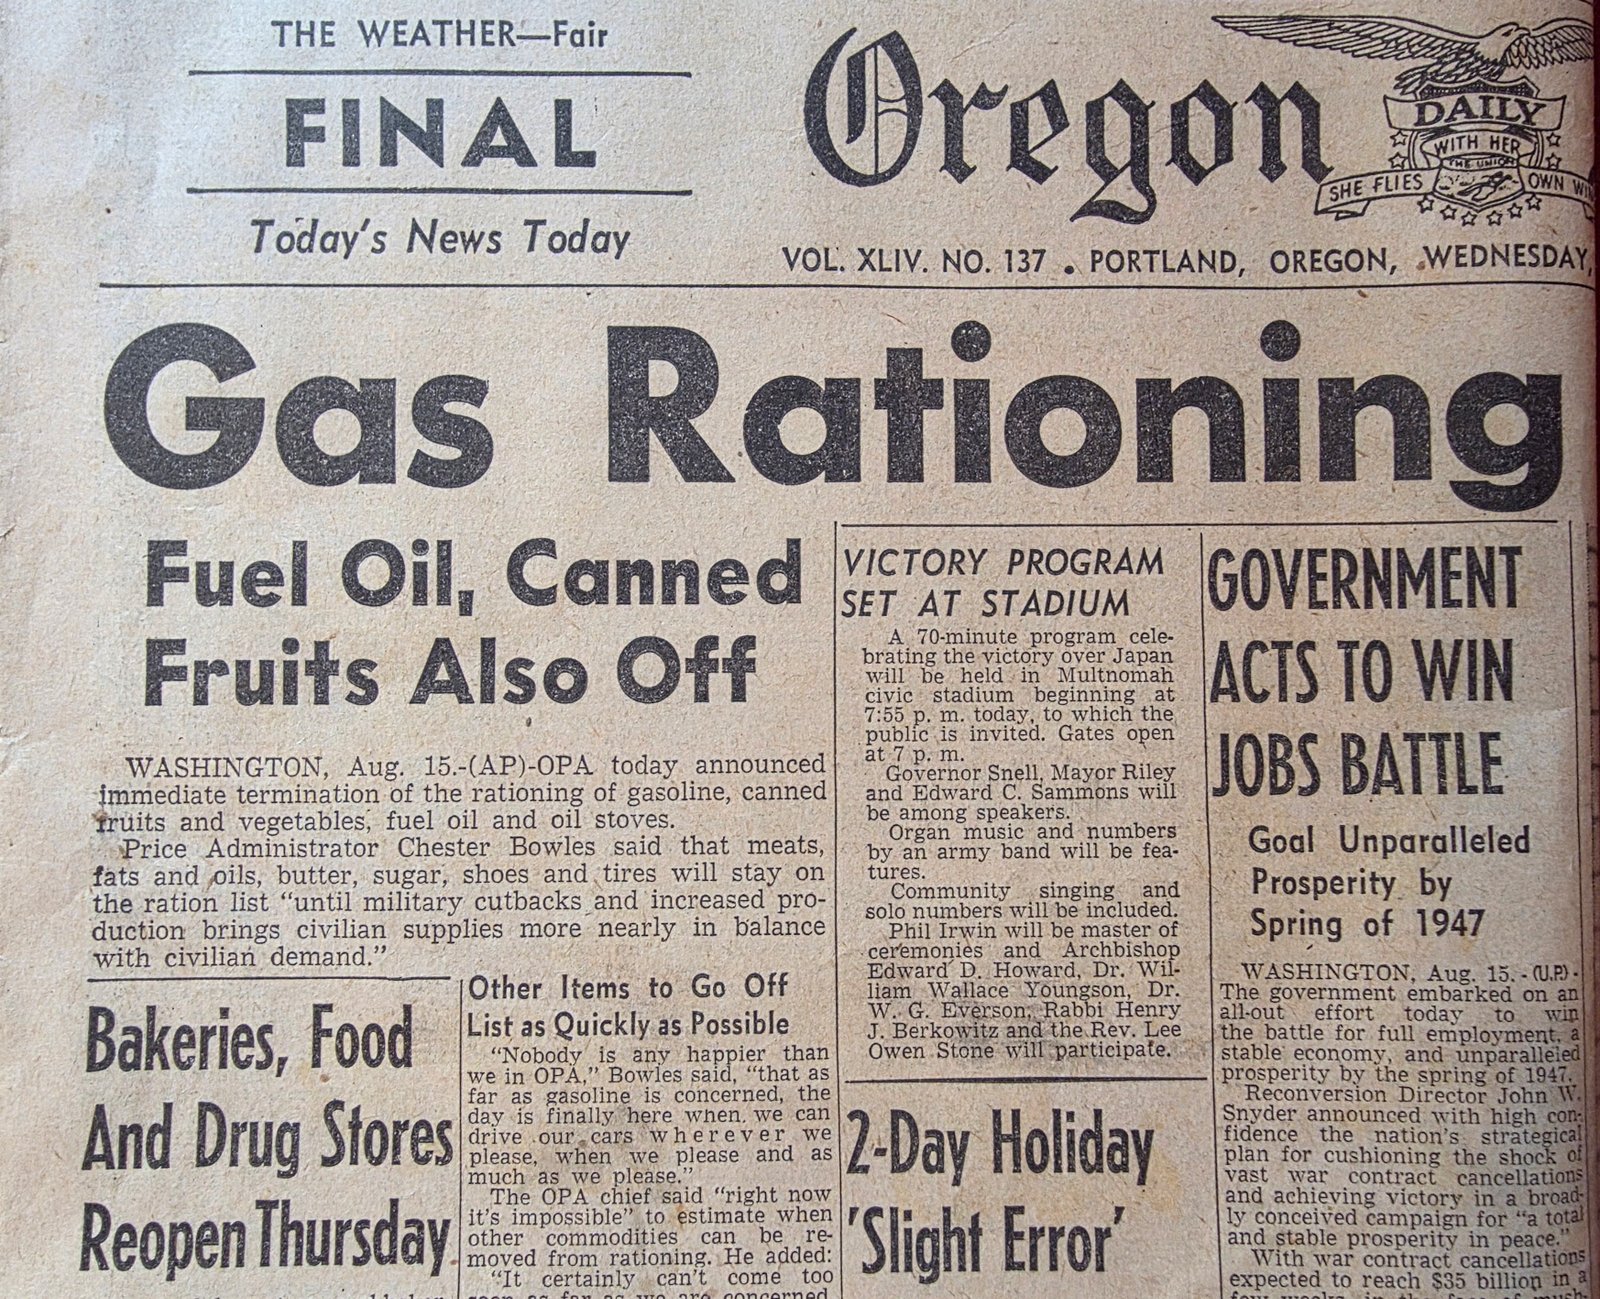 THE WEATHER—Fair
FINAL
Today's News Today
Oregon
DAILY
WITH HER
THE UNION
SHE FLIES
OWN
VOL. XLIV. NO. 137 . PORTLAND, OREGON, WEDNESDAY,
Gas Rationing
Fuel Oil, Canned
Fruits Also Off
WASHINGTON, Aug. 15.-(AP)-OPA today announced
immediate termination of the rationing of gasoline, canned
fruits and vegetables, fuel oil and oil stoves.
Price Administrator Chester Bowles said that meats,
fats and oils, butter, sugar, shoes and tires will stay on
the ration list "until military cutbacks and increased pro-
duction brings civilian supplies more nearly in balance
with civilian demand."
Bakeries, Food
And Drug Stores
Reopen Thursday
Other Items to Go Off
List as Quickly as Possible
"Nobody is any happier than
we in OPA," Bowles said, "that as
far as gasoline is concerned, the
day is finally here when we can
drive our cars wherever we
please, when we please and as
much as we please."
The OPA chief said "right now
it's impossible" to estimate when
other commodities can be re-
moved from rationing. He added:
"It certainly can't come too
soon as far as we are concerned,
VICTORY PROGRAM
SET AT STADIUM
A 70-minute program cele-
brating the victory over Japan
will be held in Multnomah
civic stadium beginning at
7:55 p. m. today, to which the
public is invited. Gates open
at 7 p. m.
Governor Snell, Mayor Riley
and Edward C. Sammons will
be among speakers.
Organ music and numbers
by an army band will be fea-
tures.
Community singing and
solo numbers will be included.
Phil Irwin will be master of
ceremonies and Archbishop
Edward D. Howard, Dr. Wil-
liam Wallace Youngson, Dr.
W. G. Everson, Rabbi Henry
J. Berkowitz and the Rev. Lee
Owen Stone will participate.
2-Day Holiday
'Slight Error'
GOVERNMENT
ACTS TO WIN
JOBS BATTLE
Goal Unparalleled
Prosperity by
Spring of 1947
WASHINGTON, Aug. 15.-(U.P.)-
The government embarked on an
all-out effort today to win
the battle for full employment, a
stable economy, and unparalleled
prosperity by the spring of 1947.
Reconversion Director John W.
Snyder announced with high con-
fidence the nation's strategical
plan for cushioning the shock of
vast war contract cancellations
and achieving victory in a broad-
ly conceived campaign for "a total
and stable prosperity in peace."
With war contract cancellations
expected to reach $35 billion in a